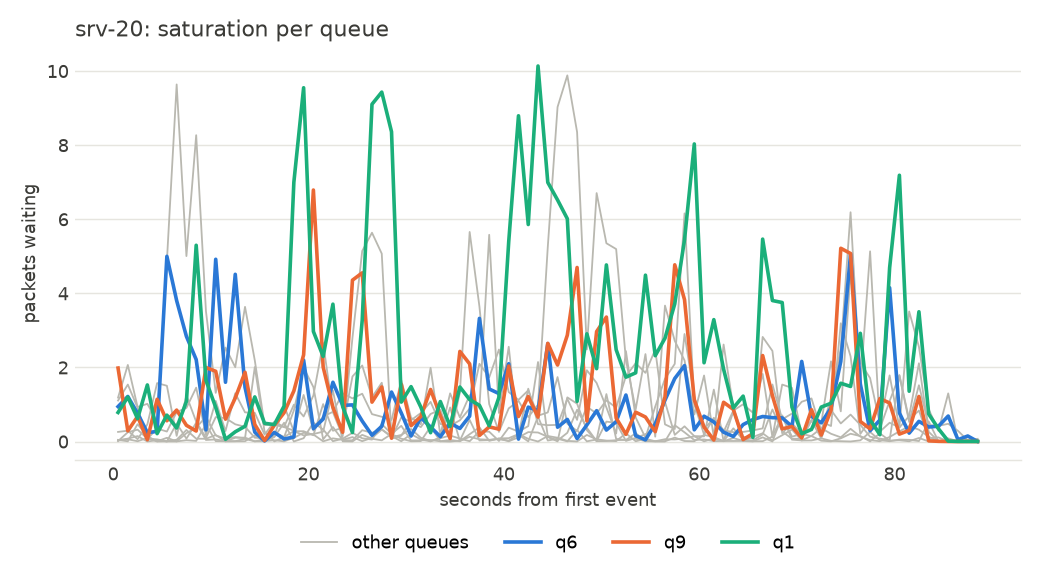 srv-20: saturation per queue
packets waiting
10
8
6
4
2
0
0 20 40 60 80
seconds from first event
other queues q6 q9 q1